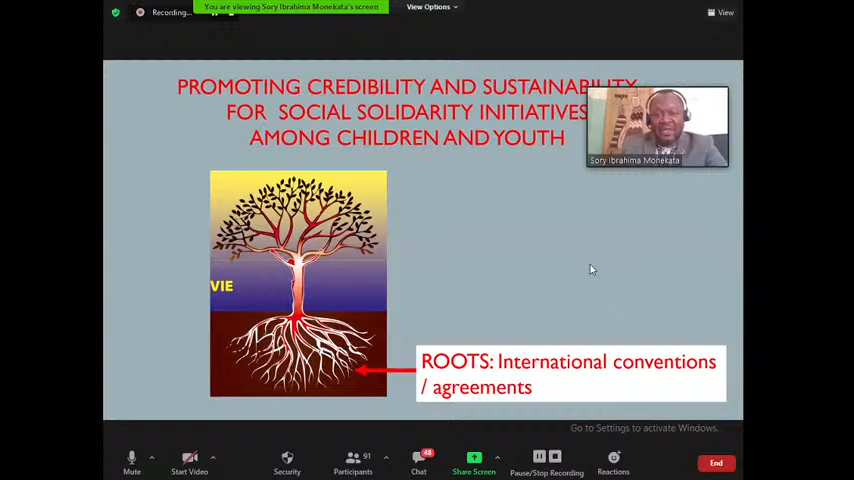 You are viewing Sory Ibrahima Monekata's screen
View Options
Recording...
View
PROMOTING CREDIBILITY AND SUSTAINABILITY
FOR SOCIAL SOLIDARITY INITIATIVES
AMONG CHILDREN AND YOUTH
Sory Ibrahima Monekata
VIE
ROOTS: International conventions
/ agreements
Go to Settings to activate Windows.
91
48
Mute
Start Video
Security
Participants
Chat
Share Screen
Pause/Stop Recording
Reactions
End